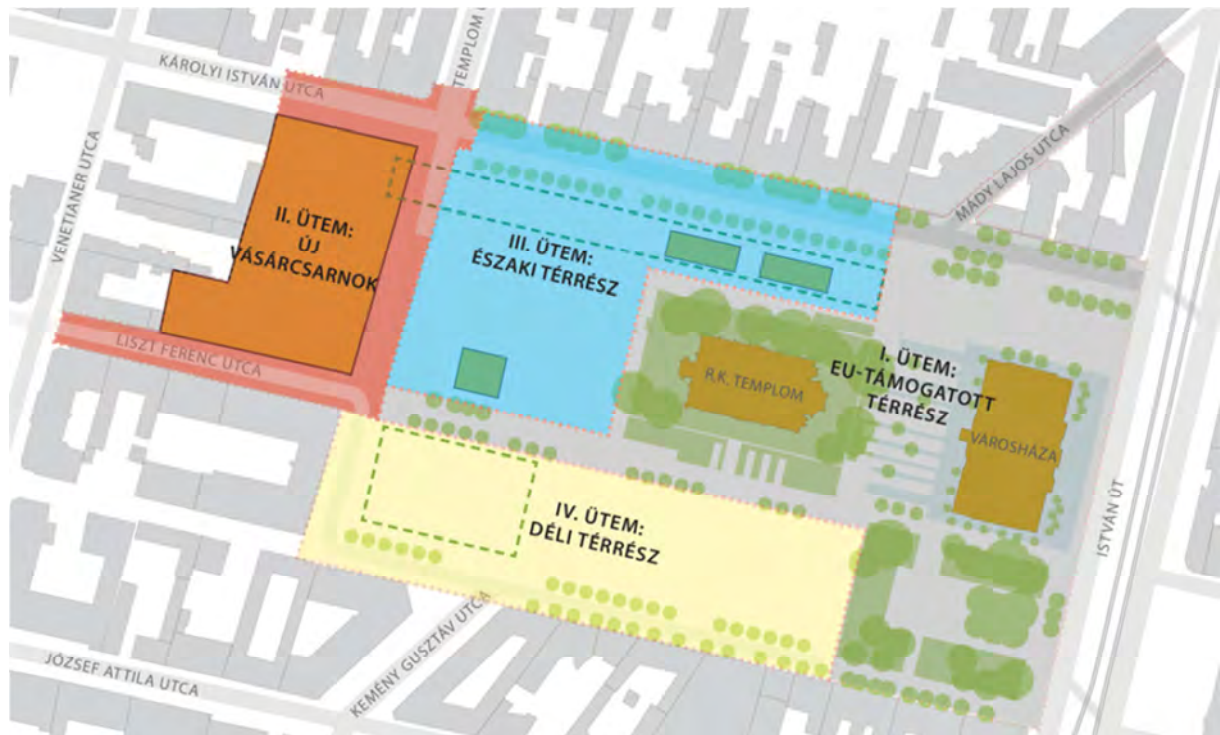 KÁROLYI ISTVÁN UTCA
TEMPLOM
VENETIANER UTCA
MÁDY LAJOS UTCA
II. ÜTEM:
ÚJ
VÁSÁRCSARNOK
III. ÜTEM:
ÉSZAKI TÉRRÉSZ
LISZT FERENC UTCA
R.K. TEMPLOM
I. ÜTEM:
EU-TÁMOGATOTT
TÉRRÉSZ
VÁROSHÁZA
ISTVÁN ÚT
IV. ÜTEM:
DÉLI TÉRRÉSZ
KEMÉNY GUSZTÁV UTCA
JÓZSEF ATTILA UTCA